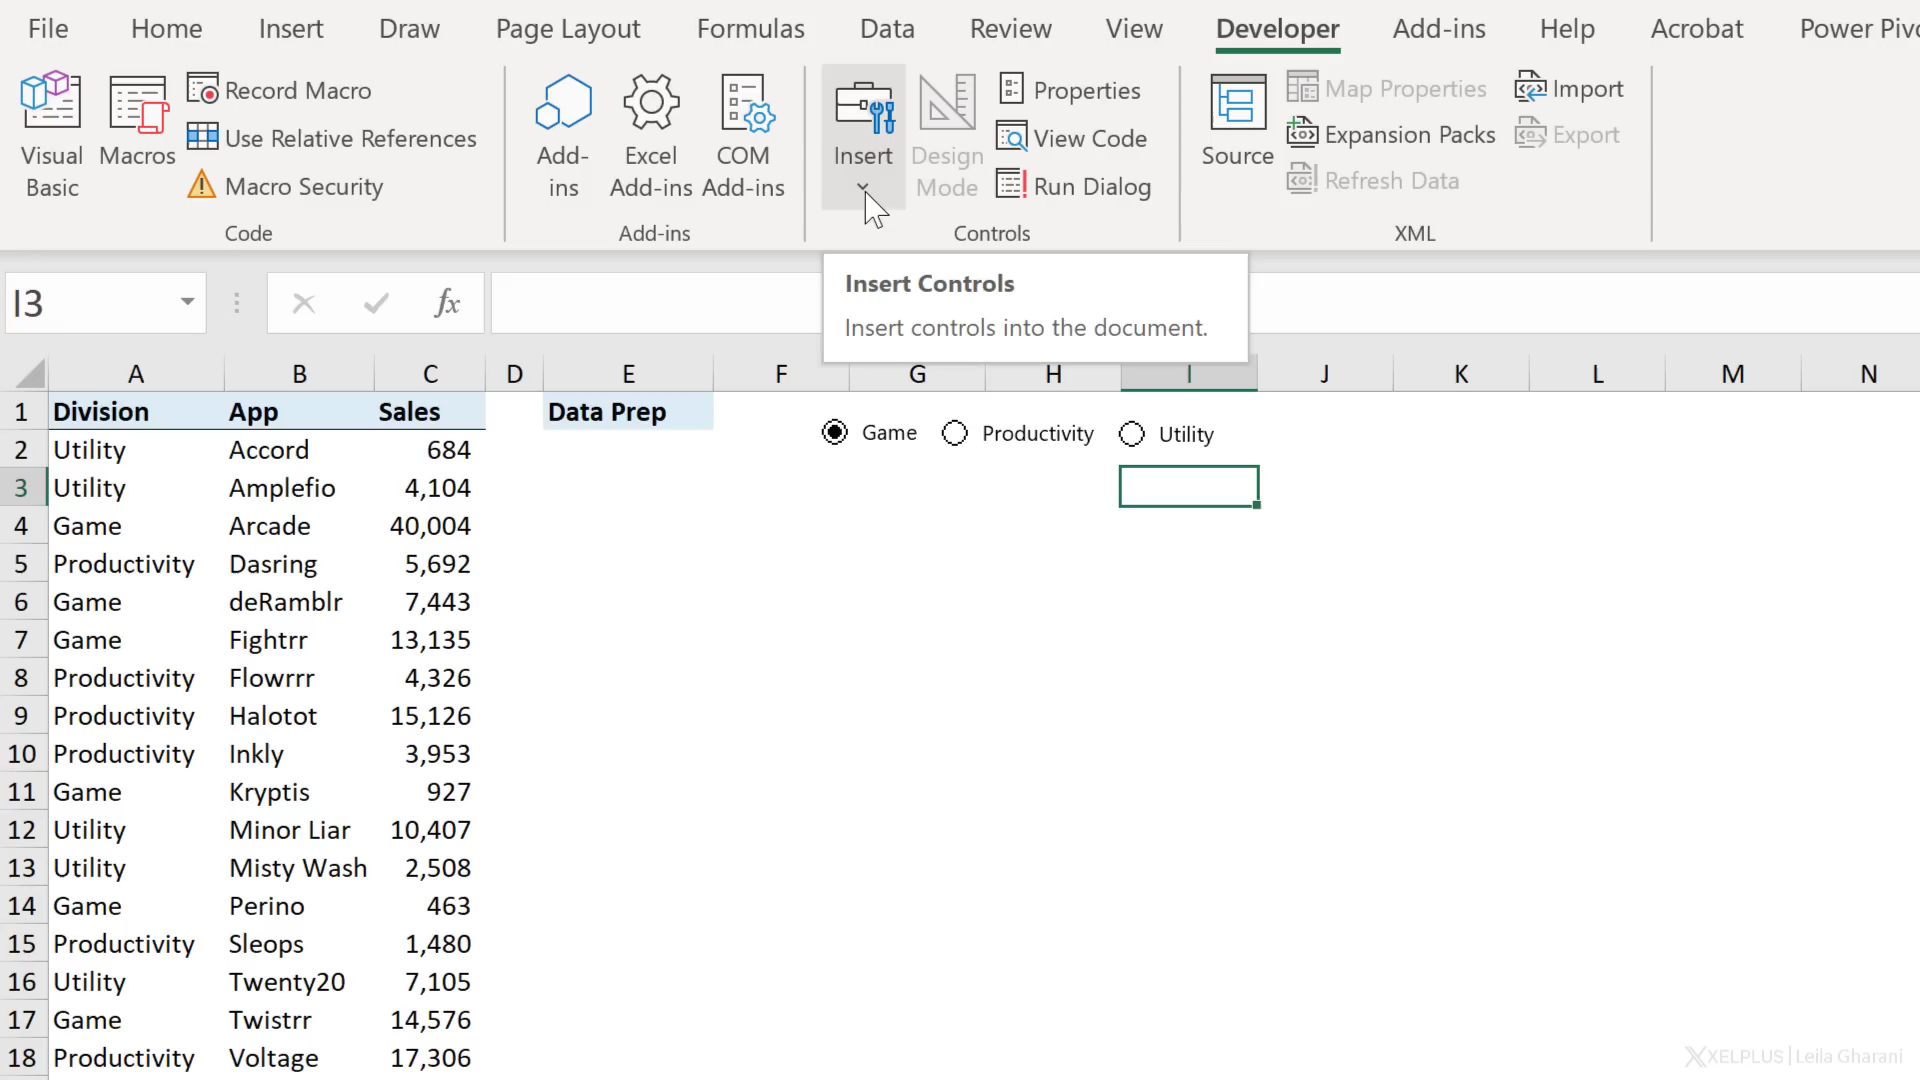 File Home Insert Draw Page Layout Formulas Data Review View Developer Add-ins Help Acrobat Power Piv
Visual Basic
Macros
Record Macro
Use Relative References
Macro Security
Code
Add-ins
Excel Add-ins
COM Add-ins
Add-ins
Insert
Design Mode
Properties
View Code
Run Dialog
Controls
Source
Map Properties
Expansion Packs
Refresh Data
Import
Export
XML
I3
fx
Insert Controls
Insert controls into the document.
A B C D E F G H I J K L M N
1 Division App Sales Data Prep
Game Productivity Utility
2 Utility Accord 684
3 Utility Amplefio 4,104
4 Game Arcade 40,004
5 Productivity Dasring 5,692
6 Game deRamblr 7,443
7 Game Fightrr 13,135
8 Productivity Flowrrr 4,326
9 Productivity Halotot 15,126
10 Productivity Inkly 3,953
11 Game Kryptis 927
12 Utility Minor Liar 10,407
13 Utility Misty Wash 2,508
14 Game Perino 463
15 Productivity Sleops 1,480
16 Utility Twenty20 7,105
17 Game Twistrr 14,576
18 Productivity Voltage 17,306
XELPLUS | Leila Gharani